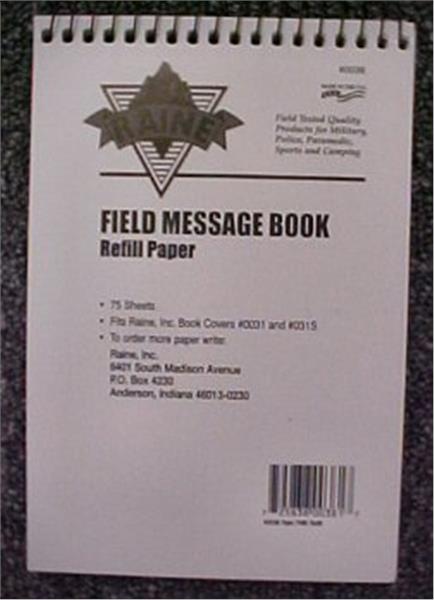 RAINE
Field Tested Quality
Products for Military,
Police, Paramedic,
Sports and Camping
FIELD MESSAGE BOOK
Refill Paper
• 75 Sheets
• Fits Raine, Inc. Book Covers #0031 and #031S
• To order more paper write:
Raine, Inc.
6401 South Madison Avenue
P.O. Box 4230
Anderson, Indiana 46013-0230